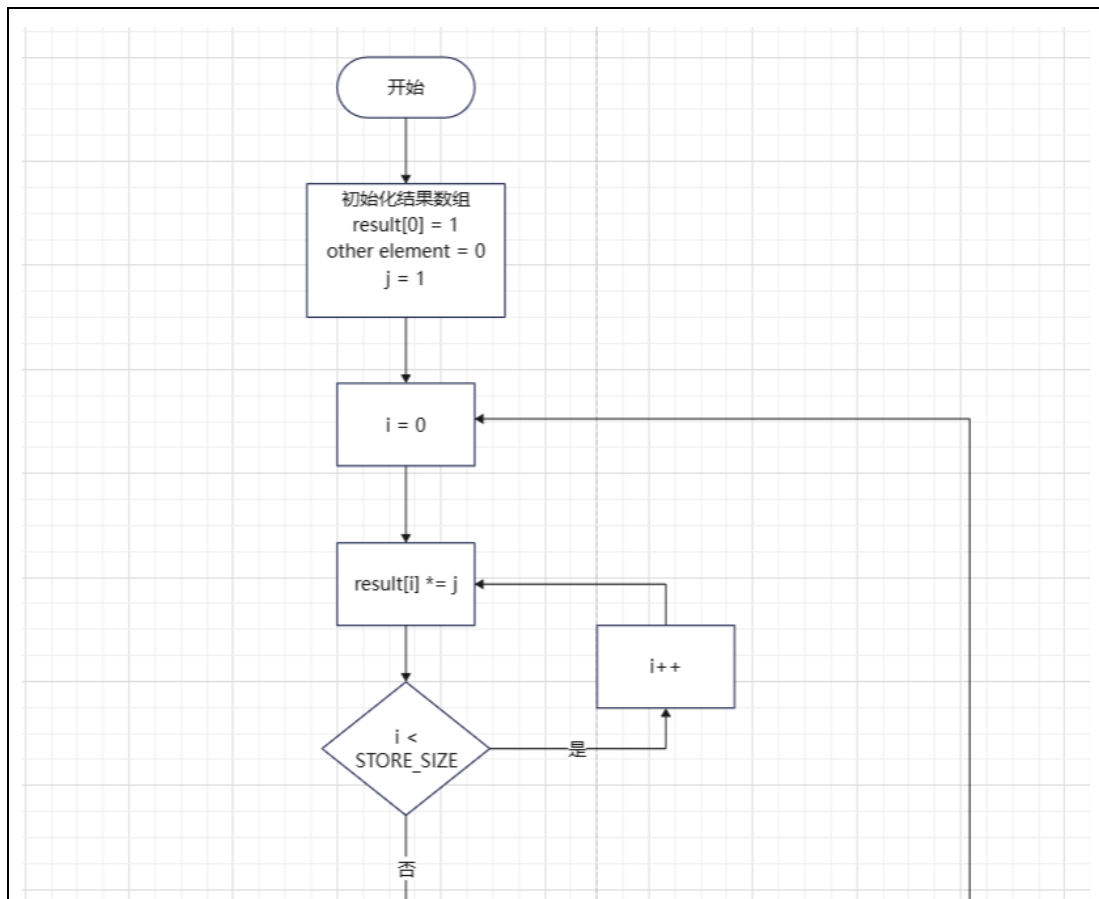 开始
初始化结果数组
result[0] = 1
other element = 0
j = 1
i = 0
result[i] *= j
i++
i <
STORE_SIZE
是
否